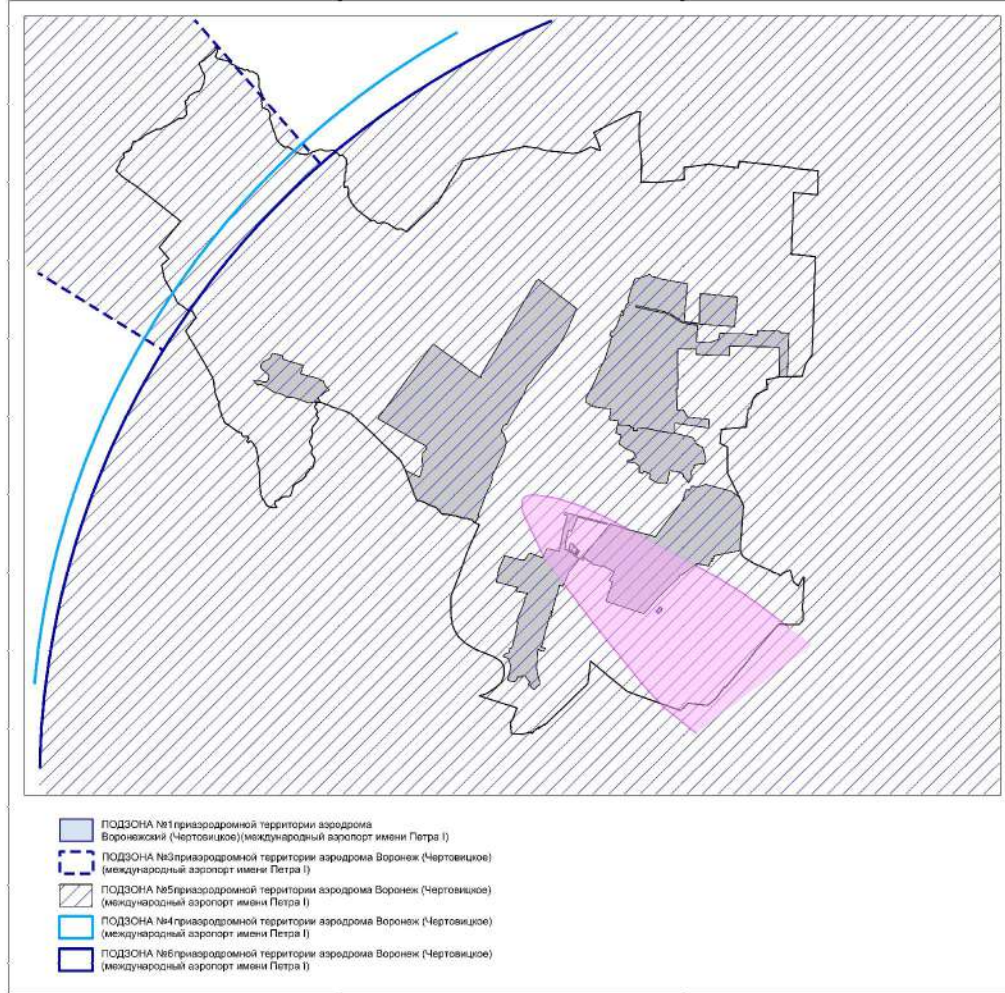 ПОДЗОНА №1приаэродромной территории аэродрома
Воронежский (Чертовицкое)(международный аэропорт имени Петра I)
ПОДЗОНА №3приаэродромной территории аэродрома Воронеж (Чертовицкое)
(международный аэропорт имени Петра I)
ПОДЗОНА №5приаэродромной территории аэродрома Воронеж (Чертовицкое)
(международный аэропорт имени Петра I)
ПОДЗОНА №4приаэродромной территории аэродрома Воронеж (Чертовицкое)
(международный аэропорт имени Петра I)
ПОДЗОНА №6приаэродромной территории аэродрома Воронеж (Чертовицкое)
(международный аэропорт имени Петра I)